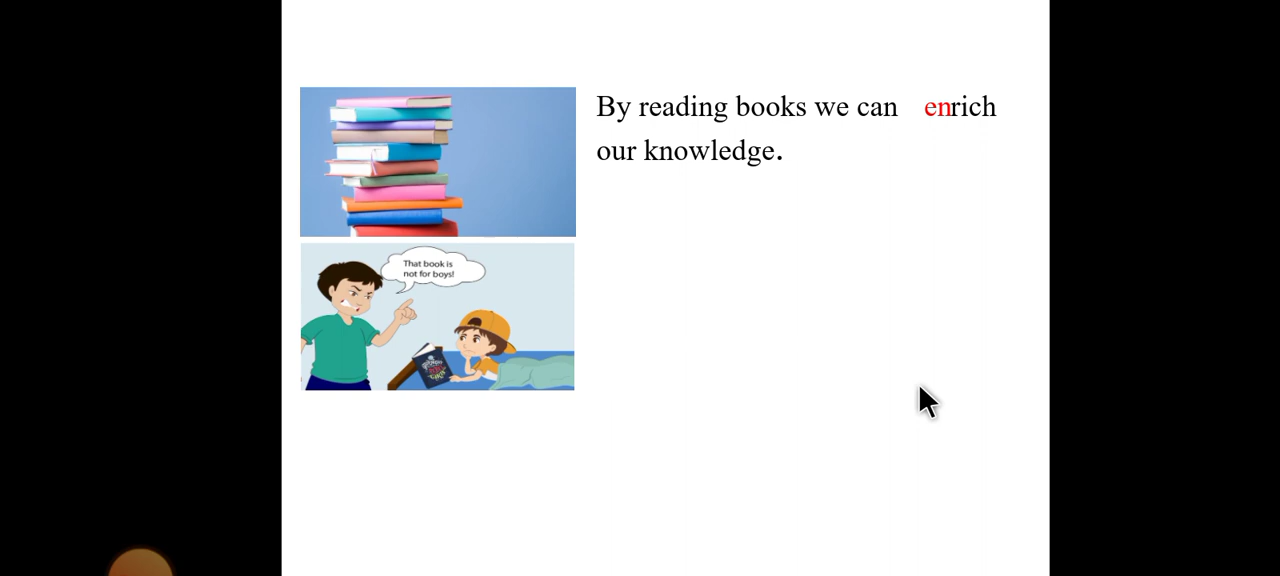 By reading books we can enrich
our knowledge.
That book is
not for boys!